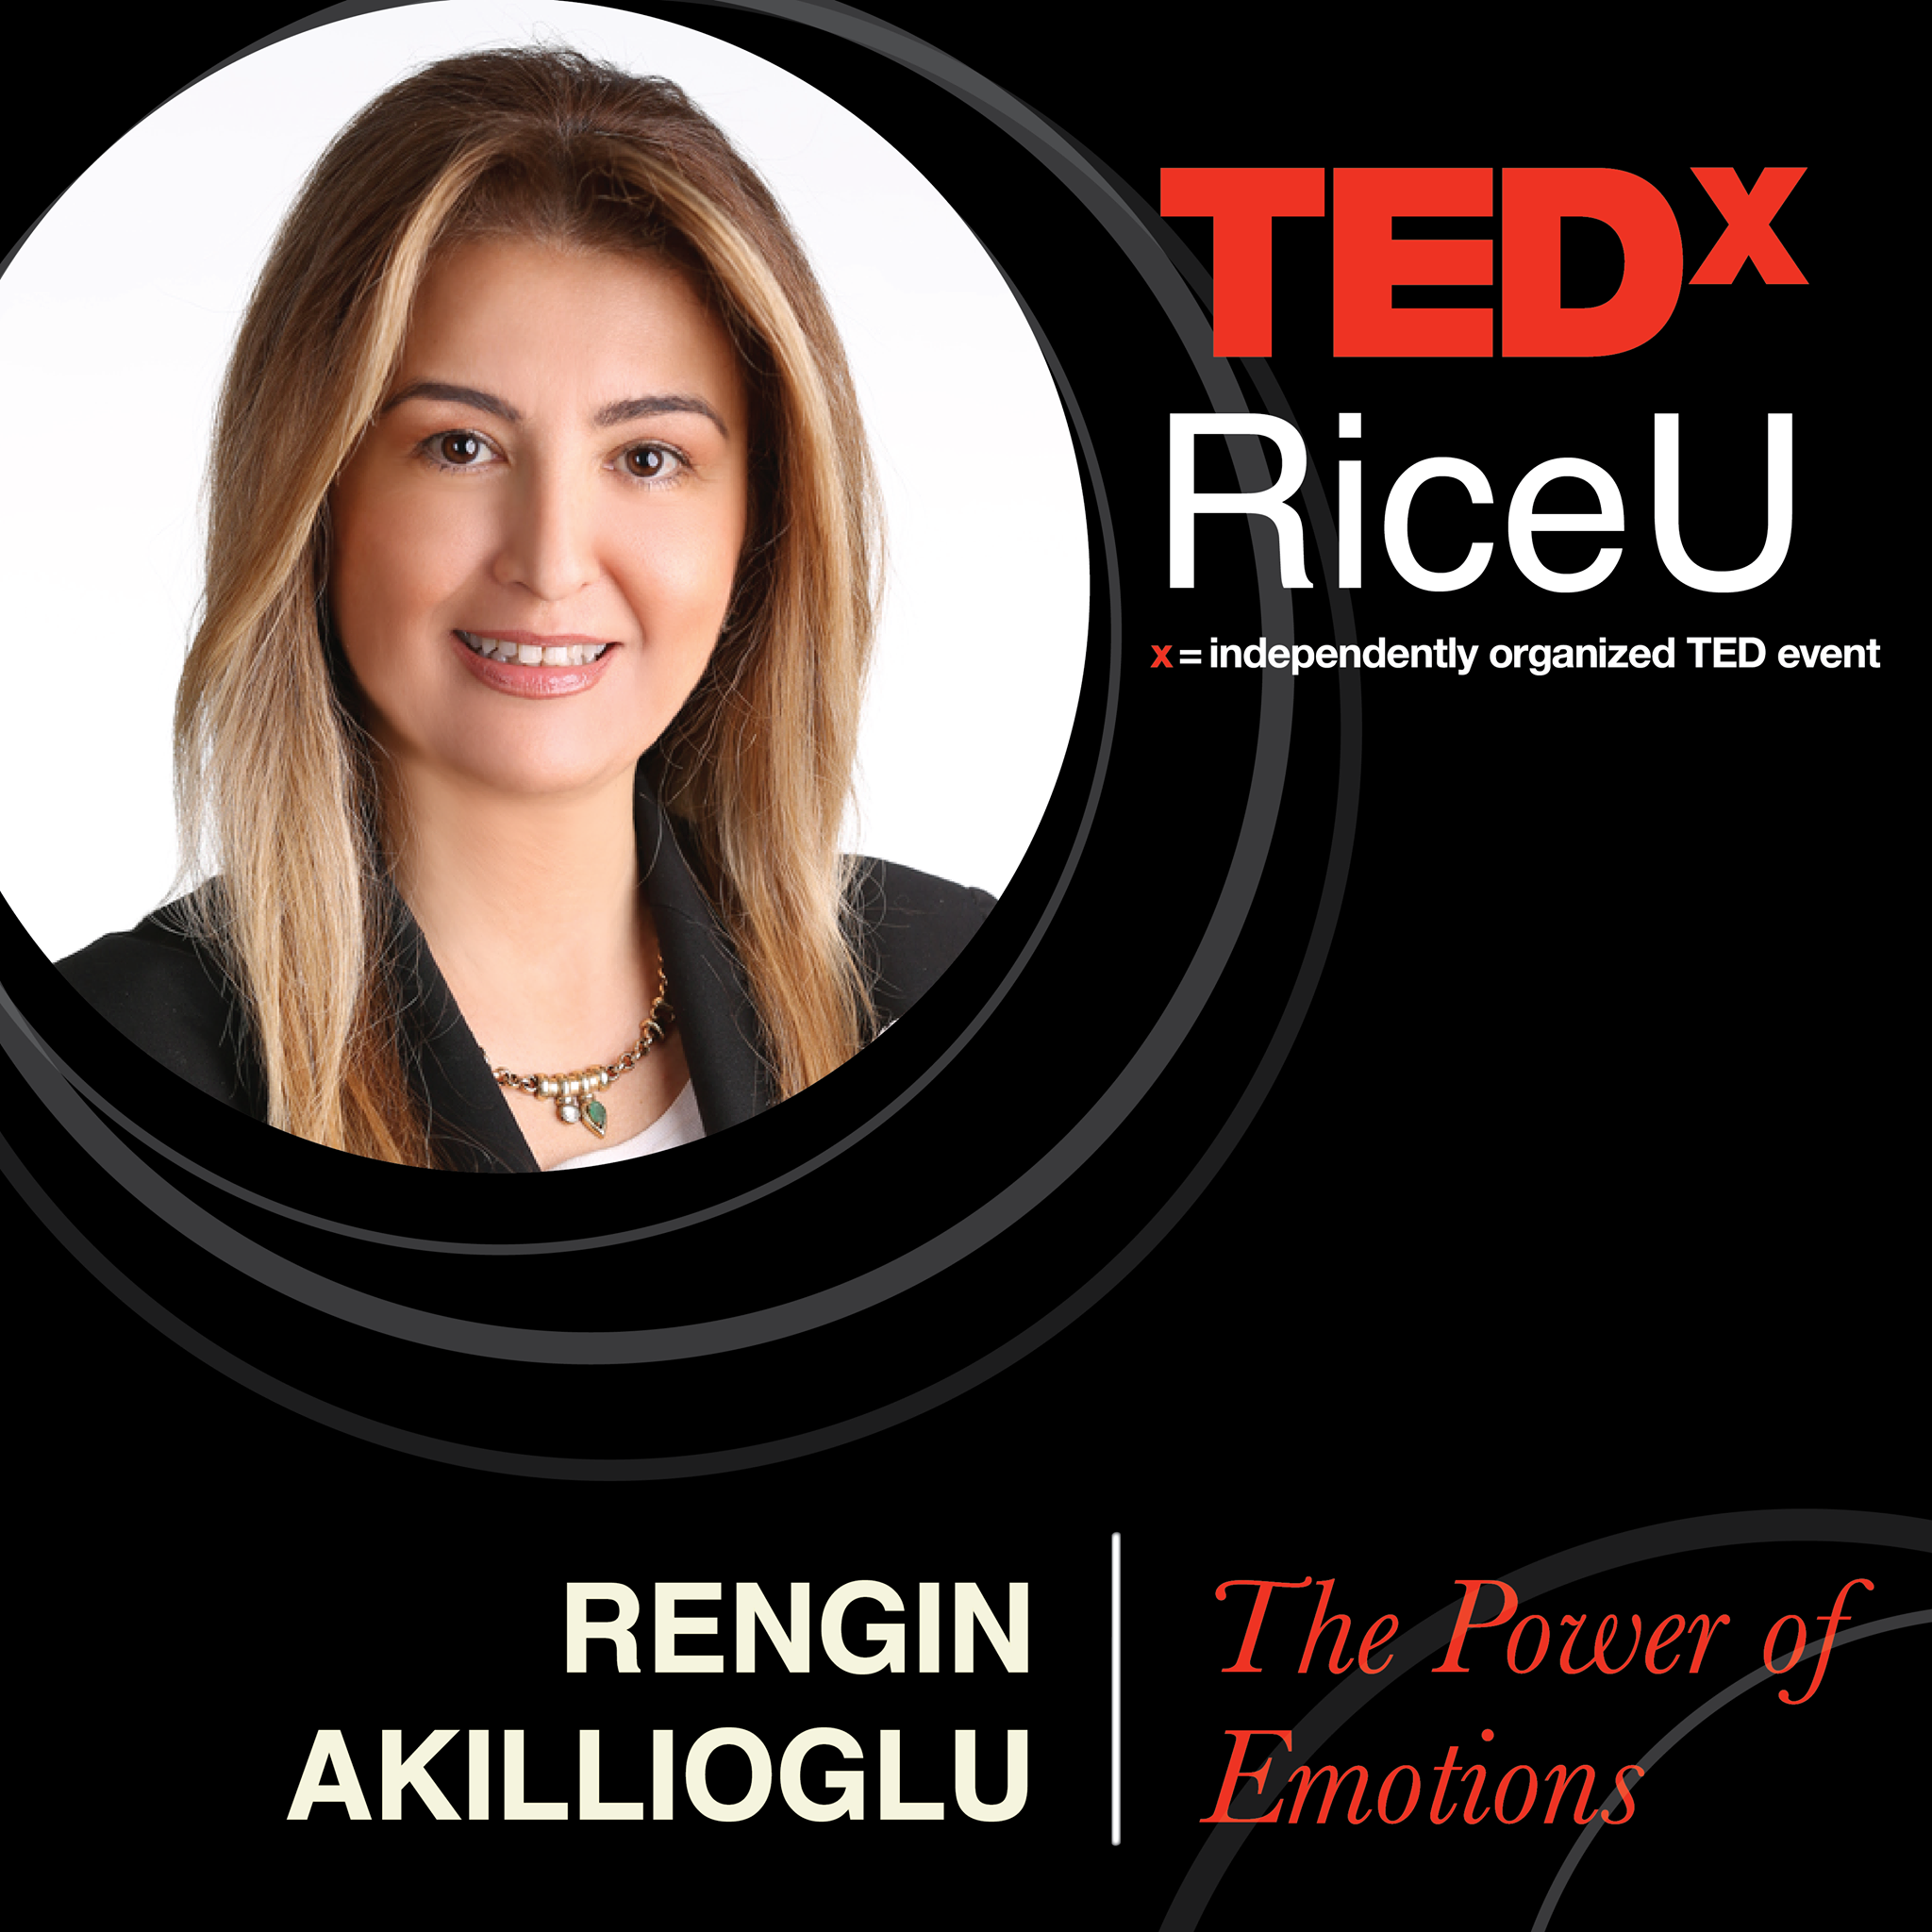 TEDx
RiceU
x = independently organized TED event
RENGIN
AKILLIOGLU
The Power of
Emotions